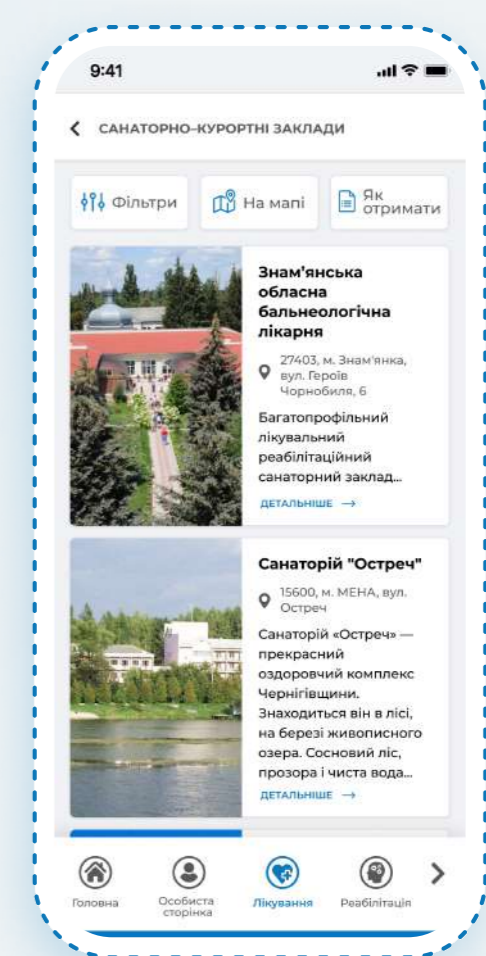 9:41
САНАТОРНО-КУРОРТНІ ЗАКЛАДИ
Фільтри
На мапі
Як
отримати
Знам'янська
обласна
бальнеологічна
лікарня
27403, м. Знам'янка,
вул. Героїв
Чорнобиля, 6
Багатопрофільний
лікувальний
реабілітаційний
санаторний заклад...
ДЕТАЛЬНІШЕ →
Санаторій "Остреч"
15600, м. МЕНА, вул.
Остреч
Санаторій «Остреч» —
прекрасний
оздоровчий комплекс
Чернігівщини.
Знаходиться він в лісі,
на березі живописного
озера. Сосновий ліс,
прозора і чиста вода...
ДЕТАЛЬНІШЕ →
Головна
Особиста
сторінка
Лікування
Реабілітація